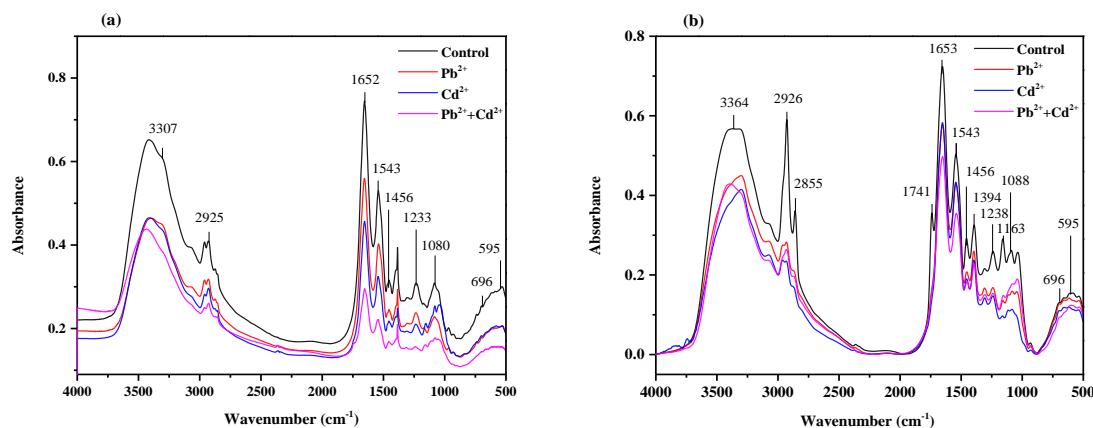 (a)
Control
Pb2+
Cd2+
Pb2++Cd2+
3307
2925
1652
1543
1456
1233
1080
595
696
0.8
0.6
0.4
0.2
Absorbance
4000 3500 3000 2500 2000 1500 1000 500
Wavenumber (cm-1)
(b)
Control
Pb2+
Cd2+
Pb2++Cd2+
3364
2926
2855
1741
1653
1543
1456
1394
1088
1238
1163
595
696
0.8
0.6
0.4
0.2
0.0
Absorbance
4000 3500 3000 2500 2000 1500 1000 500
Wavenumber (cm-1)